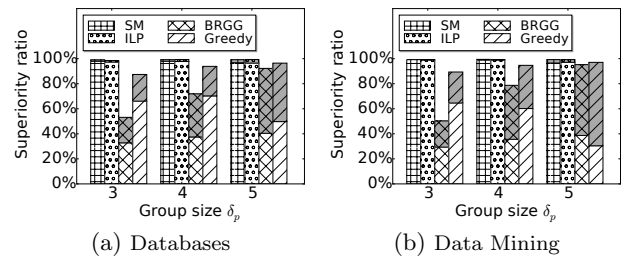 SM BRGG
ILP Greedy
Superiority ratio
100%
80%
60%
40%
20%
0%
3 4 5
Group size δp
(a) Databases
SM BRGG
ILP Greedy
Superiority ratio
100%
80%
60%
40%
20%
0%
3 4 5
Group size δp
(b) Data Mining